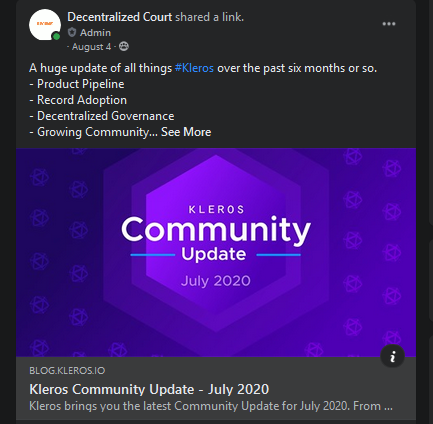 Decentralized Court shared a link.
Admin
· August 4 ·
A huge update of all things #Kleros over the past six months or so.
- Product Pipeline
- Record Adoption
- Decentralized Governance
- Growing Community... See More
KLEROS
Community
Update
July 2020
BLOG.KLEROS.IO
Kleros Community Update - July 2020
Kleros brings you the latest Community Update for July 2020. From ...